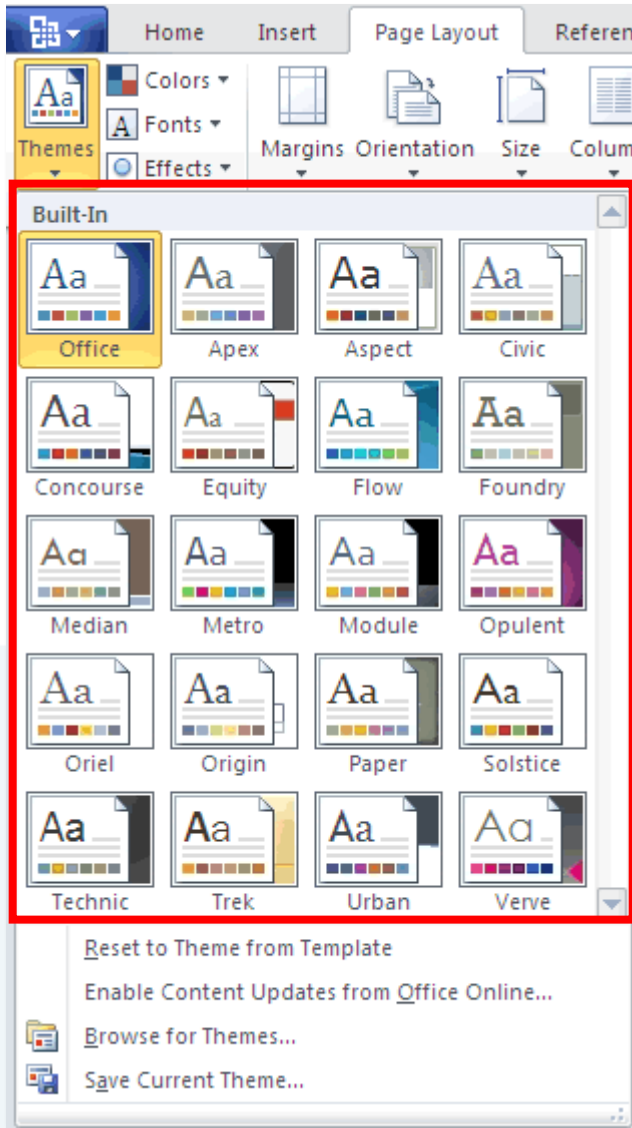 Home Insert Page Layout Referen
Aa Colors
A Fonts
Themes Effects Margins Orientation Size Colum
Built-In
Aa Aa Aa Aa
Office Apex Aspect Civic
Aa Aa Aa Aa
Concourse Equity Flow Foundry
Aa Aa Aa Aa
Median Metro Module Opulent
Aa Aa Aa Aa
Oriel Origin Paper Solstice
Aa Aa Aa Aa
Technic Trek Urban Verve
Reset to Theme from Template
Enable Content Updates from Office Online...
Browse for Themes...
Save Current Theme...